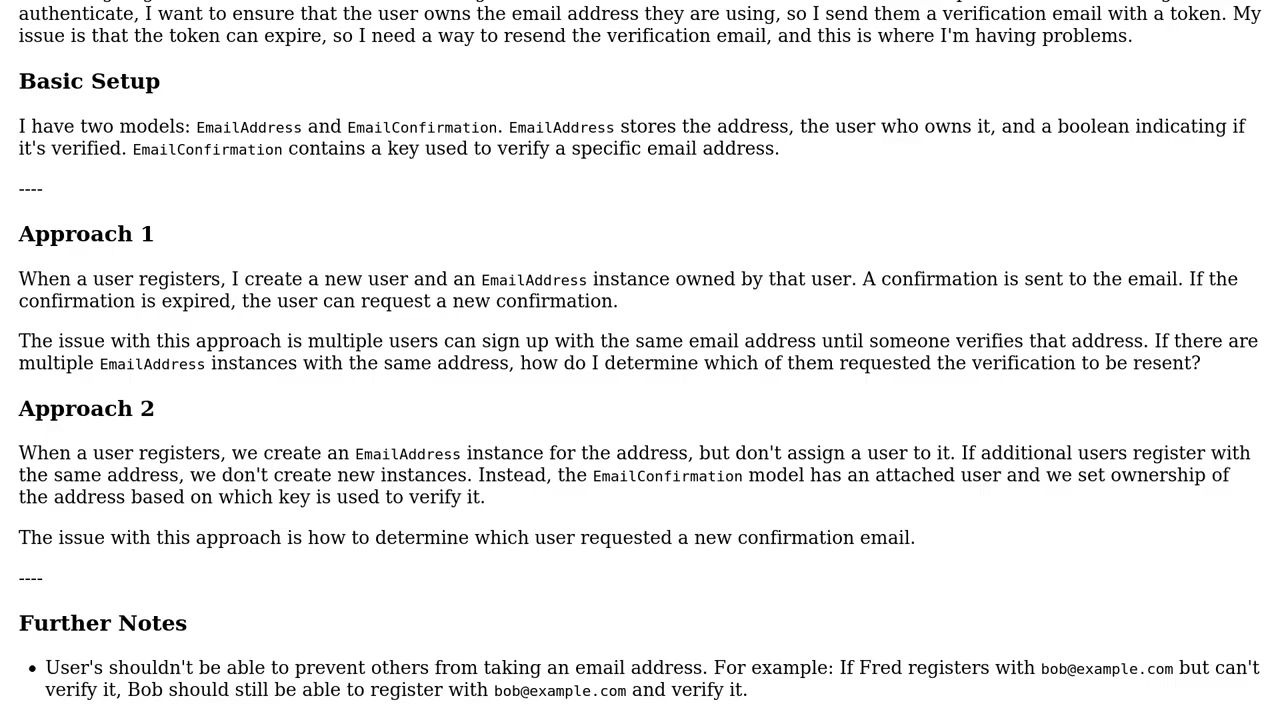 authenticate, I want to ensure that the user owns the email address they are using, so I send them a verification email with a token. My
issue is that the token can expire, so I need a way to resend the verification email, and this is where I'm having problems.
Basic Setup
I have two models: EmailAddress and EmailConfirmation. EmailAddress stores the address, the user who owns it, and a boolean indicating if
it's verified. EmailConfirmation contains a key used to verify a specific email address.
----
Approach 1
When a user registers, I create a new user and an EmailAddress instance owned by that user. A confirmation is sent to the email. If the
confirmation is expired, the user can request a new confirmation.
The issue with this approach is multiple users can sign up with the same email address until someone verifies that address. If there are
multiple EmailAddress instances with the same address, how do I determine which of them requested the verification to be resent?
Approach 2
When a user registers, we create an EmailAddress instance for the address, but don't assign a user to it. If additional users register with
the same address, we don't create new instances. Instead, the EmailConfirmation model has an attached user and we set ownership of
the address based on which key is used to verify it.
The issue with this approach is how to determine which user requested a new confirmation email.
----
Further Notes
• User's shouldn't be able to prevent others from taking an email address. For example: If Fred registers with bob@example.com but can't
verify it, Bob should still be able to register with bob@example.com and verify it.